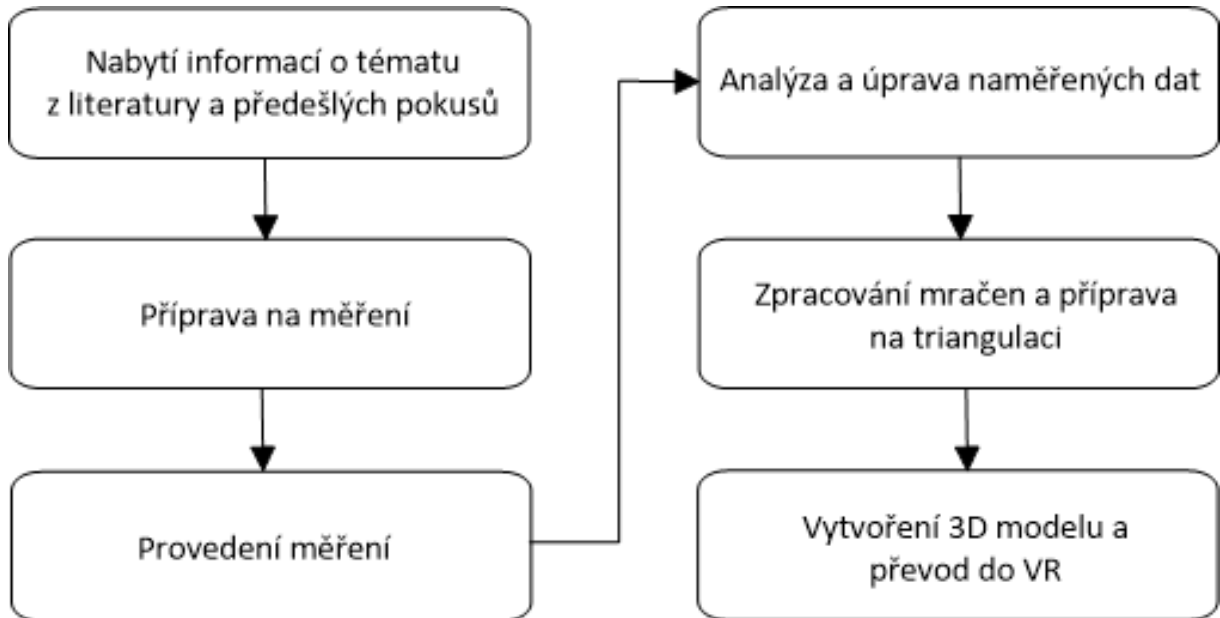 Nabytí informací o tématu
z literatury a předešlých pokusů
Příprava na měření
Provedení měření
Analýza a úprava naměřených dat
Zpracování mračen a příprava
na triangulaci
Vytvoření 3D modelu a
převod do VR